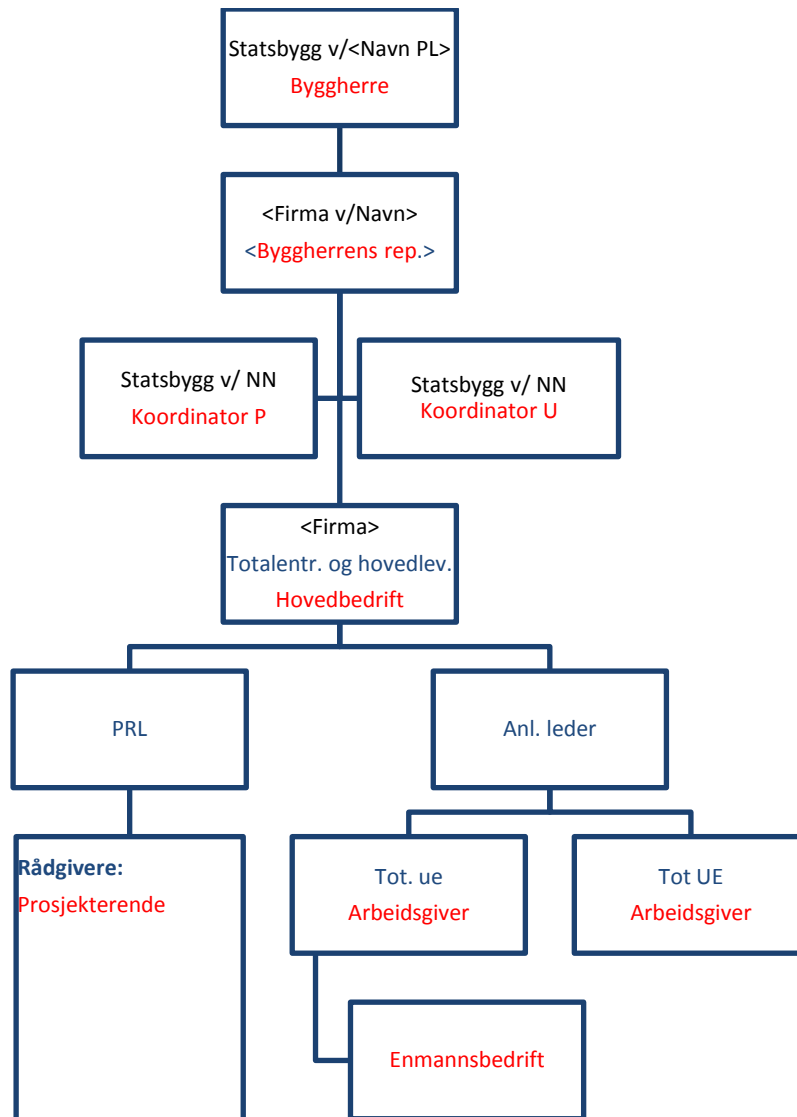 Statsbygg v/<Navn PL>
Byggherre
<Firma v/Navn>
<Byggherrens rep.>
Statsbygg v/ NN
Koordinator P
Statsbygg v/ NN
Koordinator U
<Firma>
Totalentr. og hovedlev.
Hovedbedrift
PRL
Anl. leder
Rådgivere:
Prosjekterende
Tot. ue
Arbeidsgiver
Tot UE
Arbeidsgiver
Enmannsbedrift